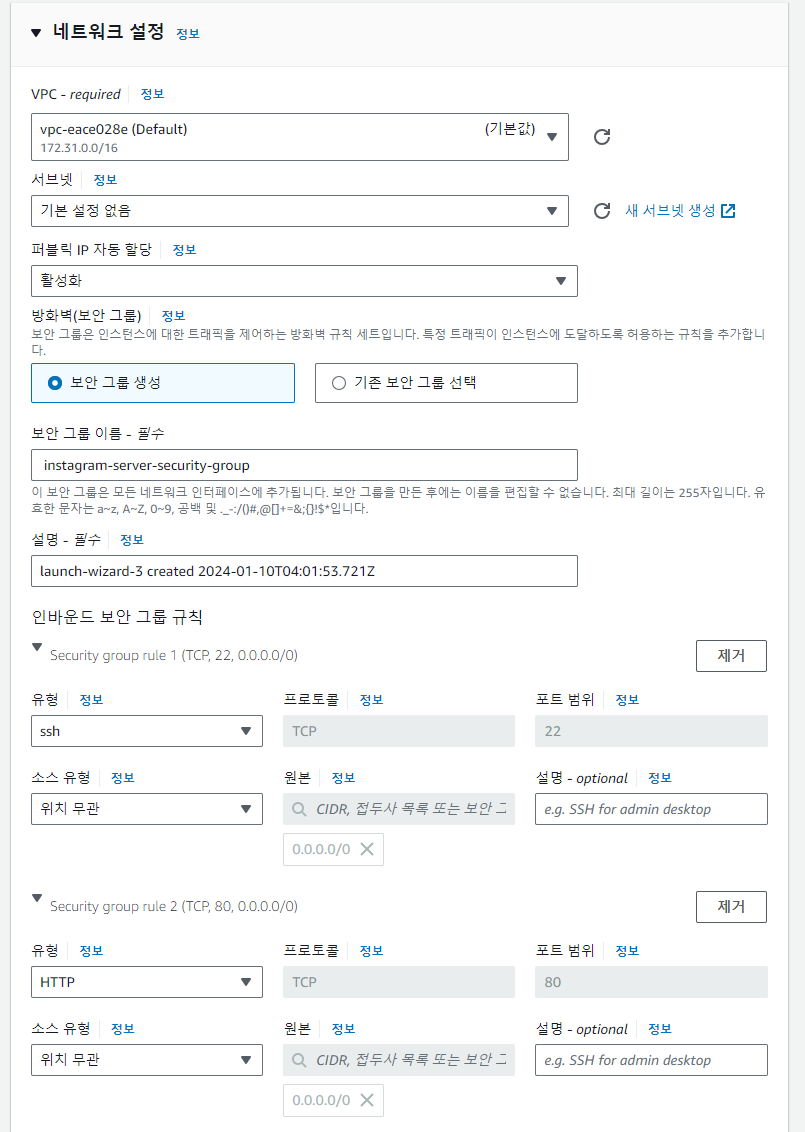 네트워크 설정 정보
VPC - required 정보
vpc-eace028e (Default) (기본값)
172.31.0.0/16
서브넷 정보
기본 설정 없음 새 서브넷 생성
퍼블릭 IP 자동 할당 정보
활성화
방화벽(보안 그룹) 정보
보안 그룹은 인스턴스에 대한 트래픽을 제어하는 방화벽 규칙 세트입니다. 특정 트래픽이 인스턴스에 도달하도록 허용하는 규칙을 추가합니
다.
보안 그룹 생성 기존 보안 그룹 선택
보안 그룹 이름 - 필수
instagram-server-security-group
이 보안 그룹은 모든 네트워크 인터페이스에 추가됩니다. 보안 그룹을 만든 후에는 이름을 편집할 수 없습니다. 최대 길이는 255자입니다. 유
효한 문자는 a~z, A~Z, 0~9, 공백 및 ._-:/()#,@[]+=&;{}!$*입니다.
설명 - 필수 정보
launch-wizard-3 created 2024-01-10T04:01:53.721Z
인바운드 보안 그룹 규칙
Security group rule 1 (TCP, 22, 0.0.0.0/0) 제거
유형 정보 프로토콜 정보 포트 범위 정보
ssh TCP 22
소스 유형 정보 원본 정보 설명 - optional 정보
위치 무관 CIDR, 접두사 목록 또는 보안 그 e.g. SSH for admin desktop
0.0.0.0/0
Security group rule 2 (TCP, 80, 0.0.0.0/0) 제거
유형 정보 프로토콜 정보 포트 범위 정보
HTTP TCP 80
소스 유형 정보 원본 정보 설명 - optional 정보
위치 무관 CIDR, 접두사 목록 또는 보안 그 e.g. SSH for admin desktop
0.0.0.0/0